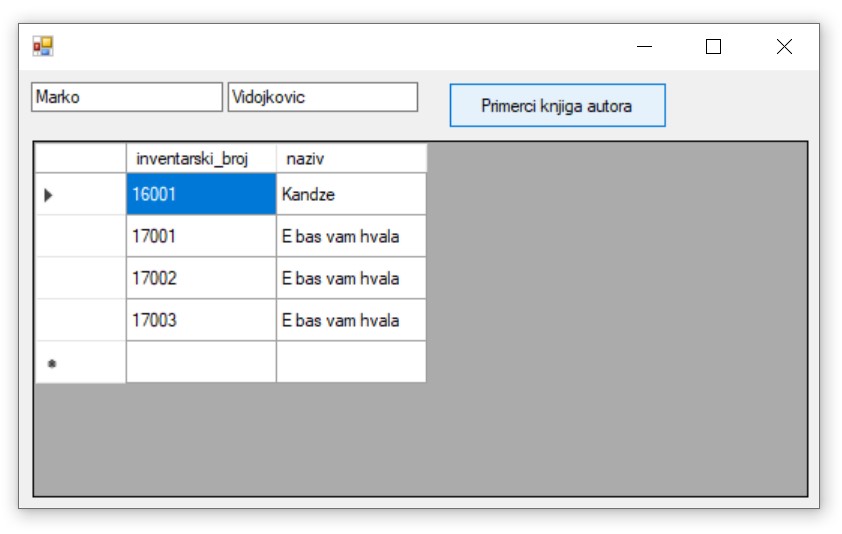 Marko Vidojkovic Primerci knjiga autora
inventarski_broj naziv
16001 Kandze
17001 E bas vam hvala
17002 E bas vam hvala
17003 E bas vam hvala